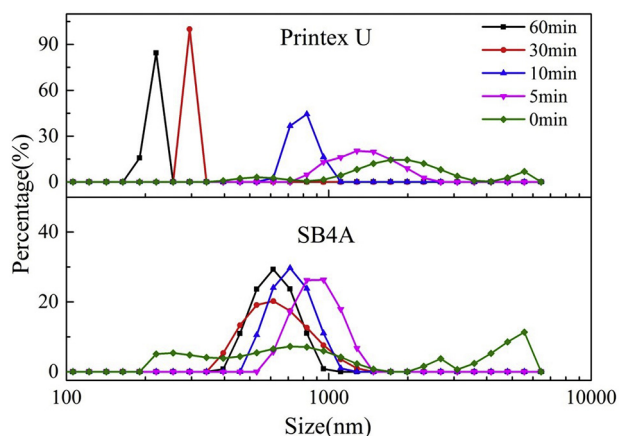 Printex U
60min
30min
10min
5min
0min
90
60
30
0
Percentage(%)
SB4A
40
20
0
100
1000
10000
Size(nm)